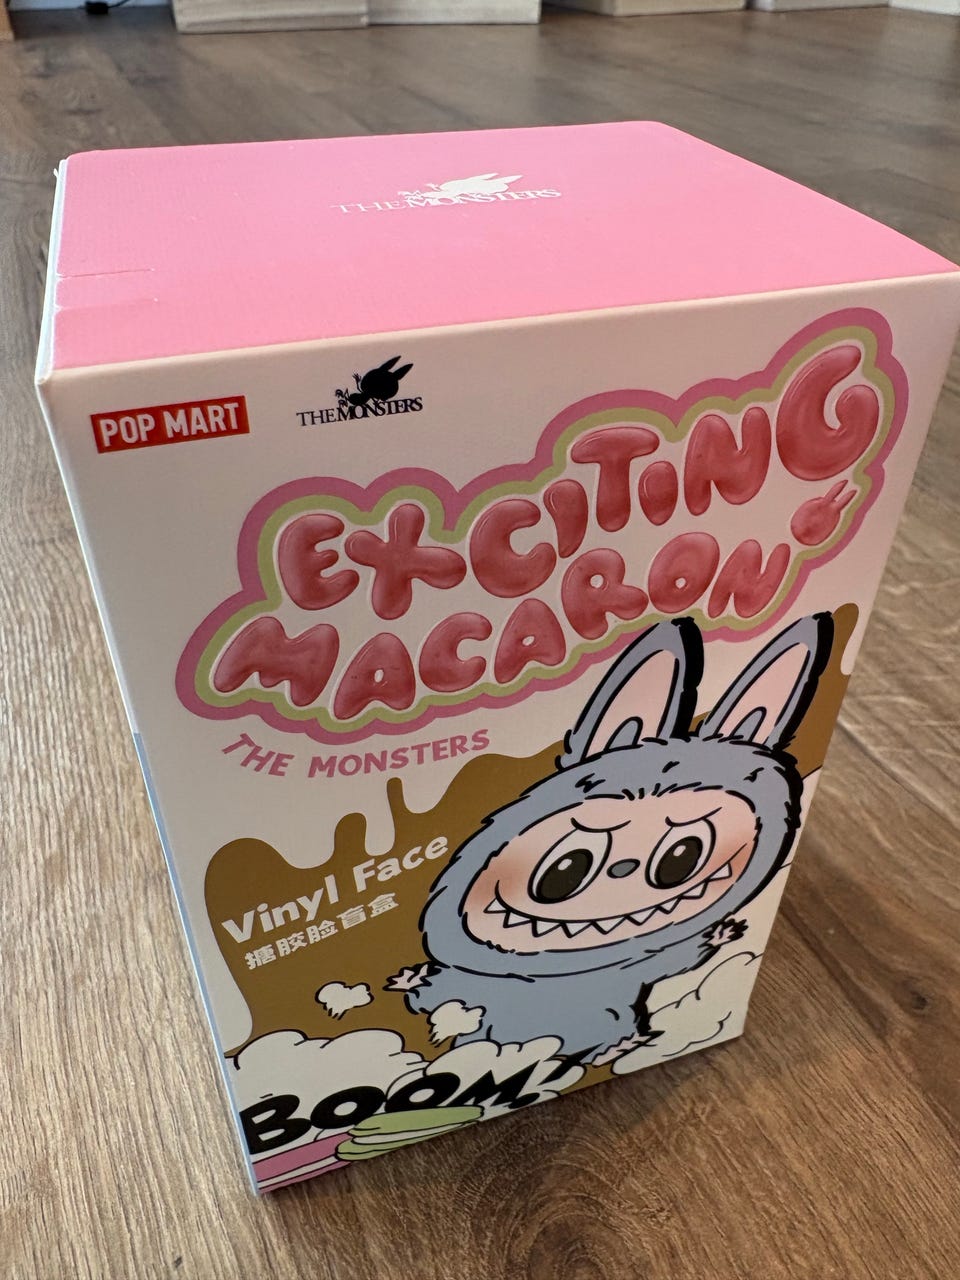 THE MONSTERS
POP MART
THE MONSTERS
EXCITING
MACARON
THE MONSTERS
Vinyl Face
搪胶脸盲盒
BOOM!